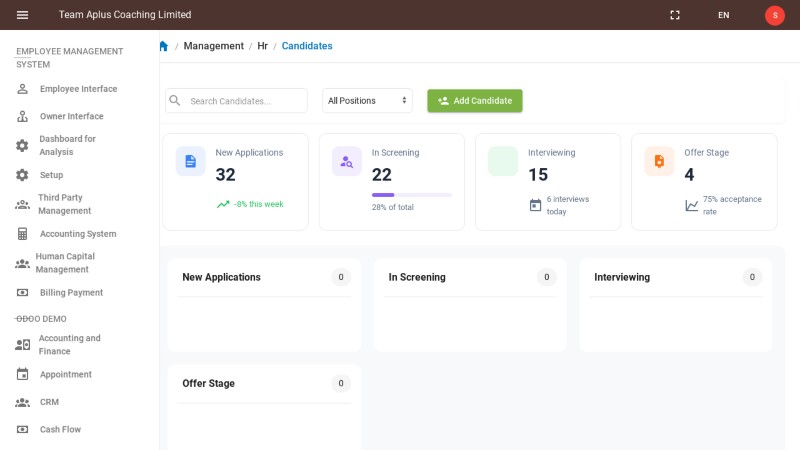 Team Aplus Coaching Limited
EN
S
EMPLOYEE MANAGEMENT
SYSTEM
Employee Interface
Owner Interface
Dashboard for
Analysis
Setup
Third Party
Management
Accounting System
Human Capital
Management
Billing Payment
ODOO DEMO
Accounting and
Finance
Appointment
CRM
Cash Flow
/ Management / Hr / Candidates
Search Candidates...
All Positions
Add Candidate
New Applications
32
-8% this week
In Screening
22
28% of total
Interviewing
15
6 interviews
today
Offer Stage
4
75% acceptance
rate
New Applications 0
In Screening 0
Interviewing 0
Offer Stage 0